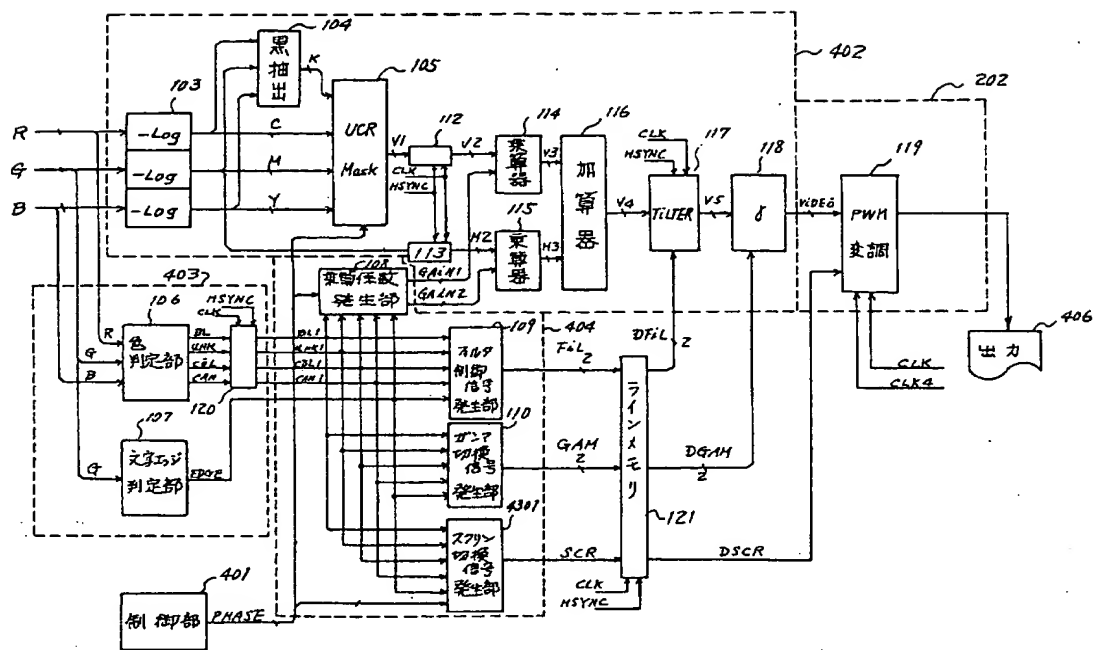 104
黒抽出
K
105
402
202
103
R
-Log
C
UCR
Mask
V1
112
V2
114
乗算器
V3
116
加算器
CLK
HSYNC
117
118
119
G
-Log
M
CLK
HSYNC
V4
FiLTER
V5
γ
ViDEO
PWM
変調
B
-Log
Y
115
乗算器
113
M2
M3
108
乗算係数
発生部
GAiN1
GAiN2
403
HSYNC
CLK
106
色
判定部
R
G
B
BL
UNK
COL
CAN
BL1
UNK1
COL1
CAN1
120
109
フィルタ
制御
信号
発生部
404
FiL
2
DFiL
2
406
出力
CLK
CLK4
107
文字エッジ
判定部
G
EDGE
110
ガンマ
切換
信号
発生部
GAM
2
ラインメモリ
DGAM
2
4301
スクリン
切換
信号
発生部
SCR
121
DSCR
CLK
HSYNC
401
制御部
PHASE